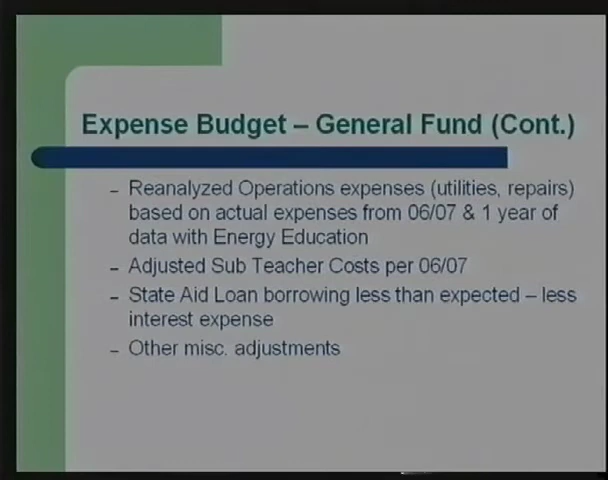 Expense Budget – General Fund (Cont.)
– Reanalyzed Operations expenses (utilities, repairs)
based on actual expenses from 06/07 & 1 year of
data with Energy Education
– Adjusted Sub Teacher Costs per 06/07
– State Aid Loan borrowing less than expected – less
interest expense
– Other misc. adjustments